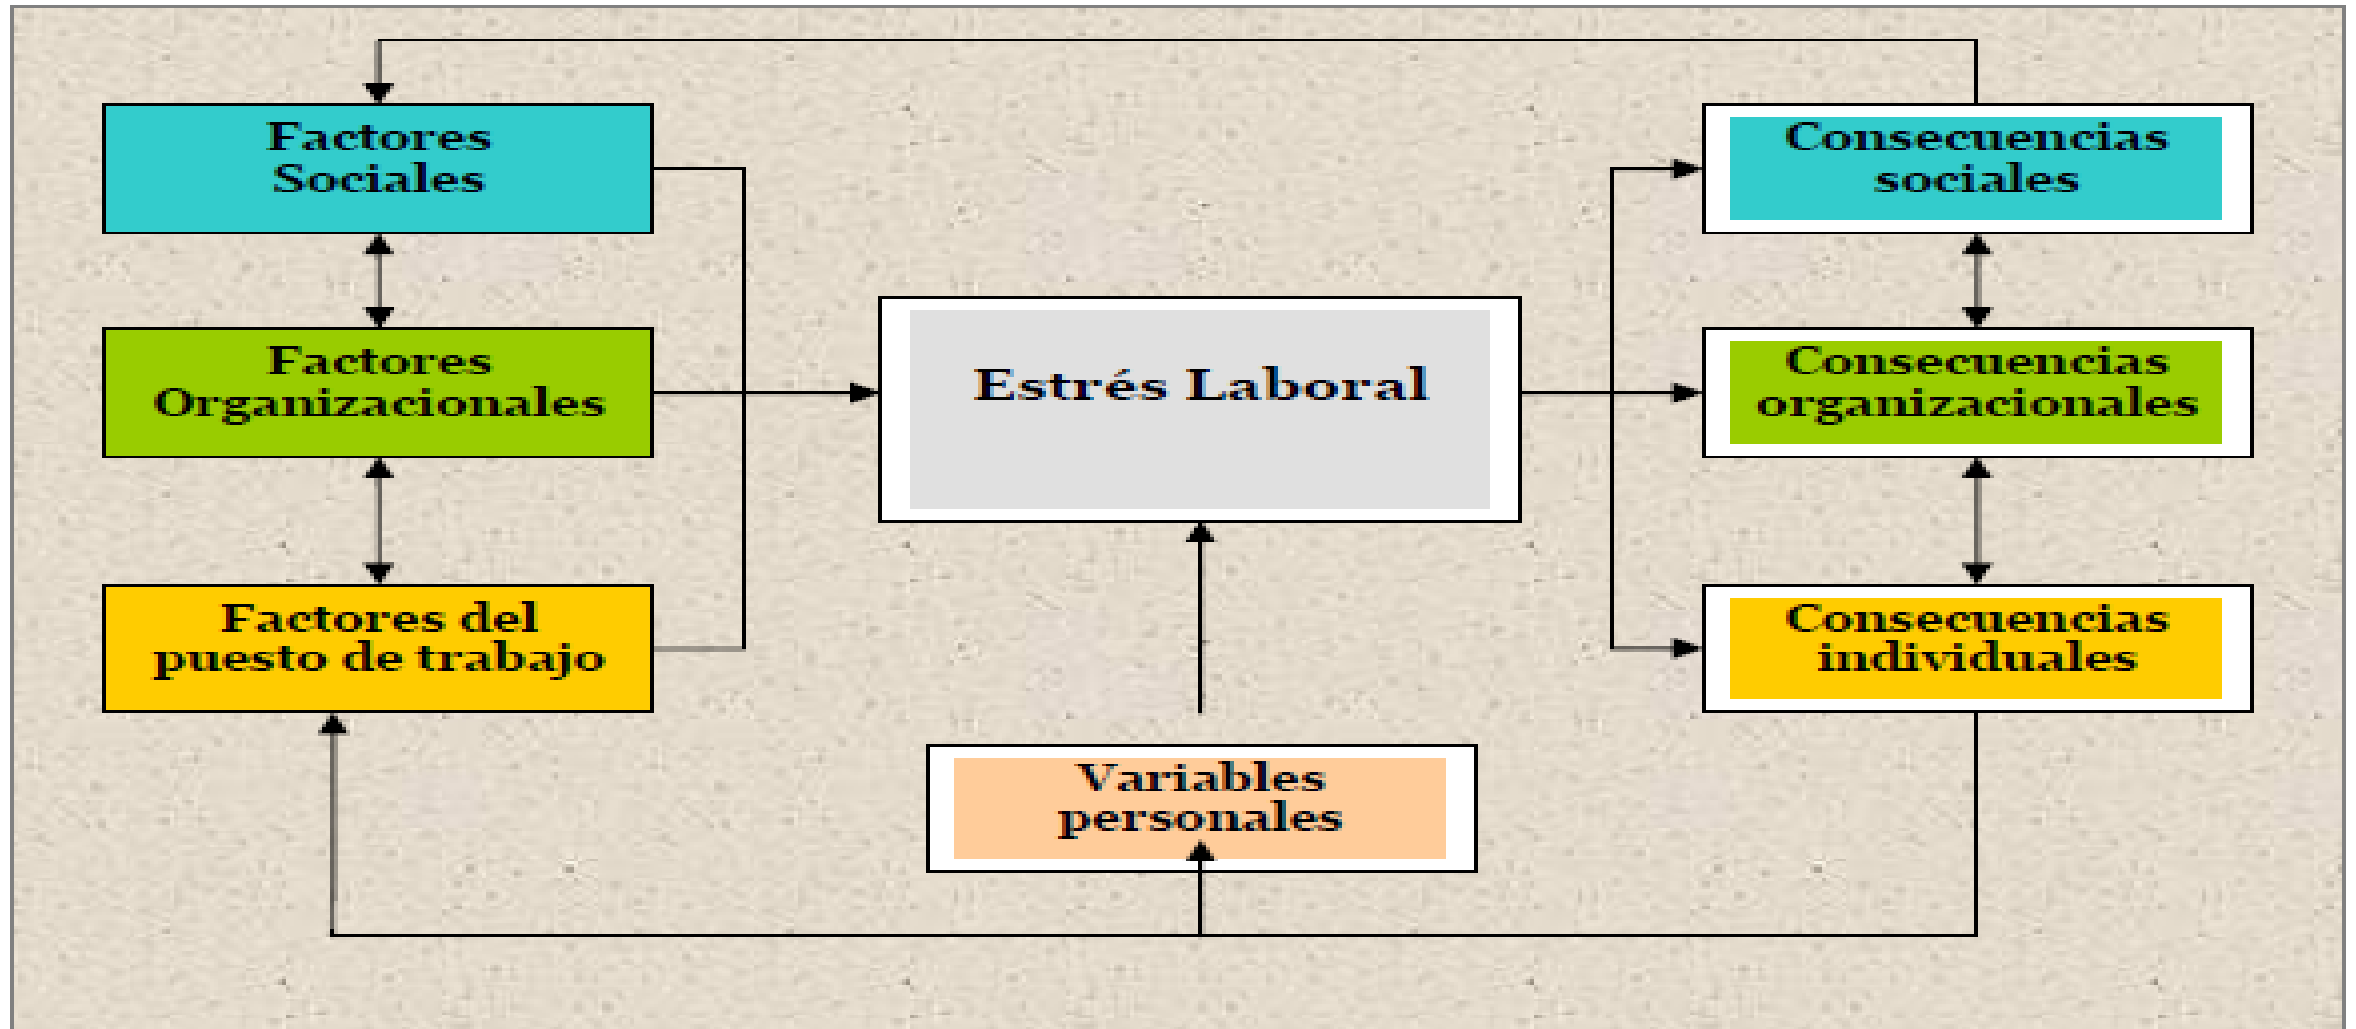 Factores
Sociales
Consecuencias
sociales
Factores
Organizacionales
Estrés Laboral
Consecuencias
organizacionales
Factores del
puesto de trabajo
Consecuencias
individuales
Variables
personales